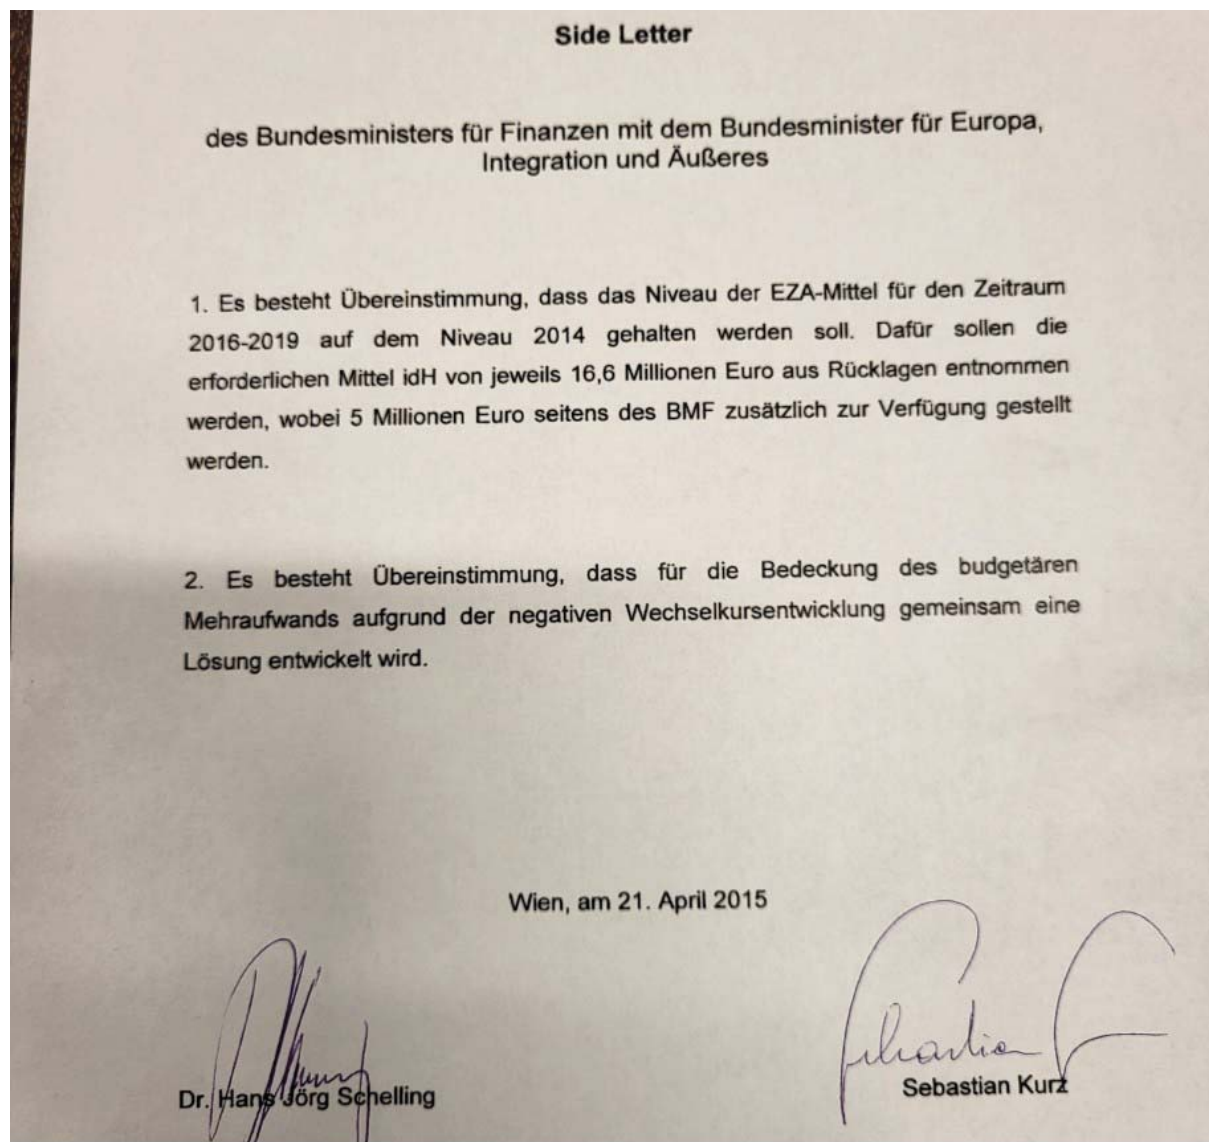 Side Letter
des Bundesministers für Finanzen mit dem Bundesminister für Europa,
Integration und Äußeres
1. Es besteht Übereinstimmung, dass das Niveau der EZA-Mittel für den Zeitraum
2016-2019 auf dem Niveau 2014 gehalten werden soll. Dafür sollen die
erforderlichen Mittel idH von jeweils 16,6 Millionen Euro aus Rücklagen entnommen
werden, wobei 5 Millionen Euro seitens des BMF zusätzlich zur Verfügung gestellt
werden.
2. Es besteht Übereinstimmung, dass für die Bedeckung des budgetären
Mehraufwands aufgrund der negativen Wechselkursentwicklung gemeinsam eine
Lösung entwickelt wird.
Wien, am 21. April 2015
Dr. Hans Jörg Schelling
Sebastian Kurz